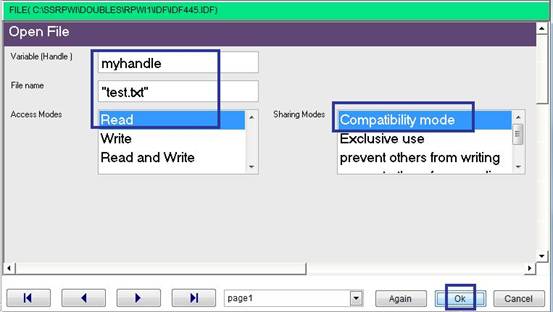 FILE( C:\SSRPWI\DOUBLES\RPWI1\IDF\IDF445.IDF)
Open File
Variable (Handle )
myhandle
File name
"test.txt"
Access Modes
Read
Write
Read and Write
Sharing Modes
Compatibility mode
Exclusive use
prevent others from writing
page1
Again
Ok
Cancel